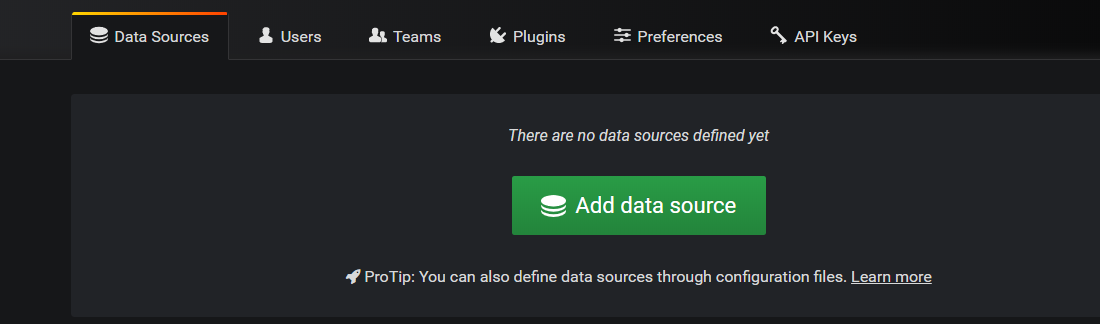 Data Sources Users Teams Plugins Preferences API Keys
There are no data sources defined yet
Add data source
ProTip: You can also define data sources through configuration files. Learn more